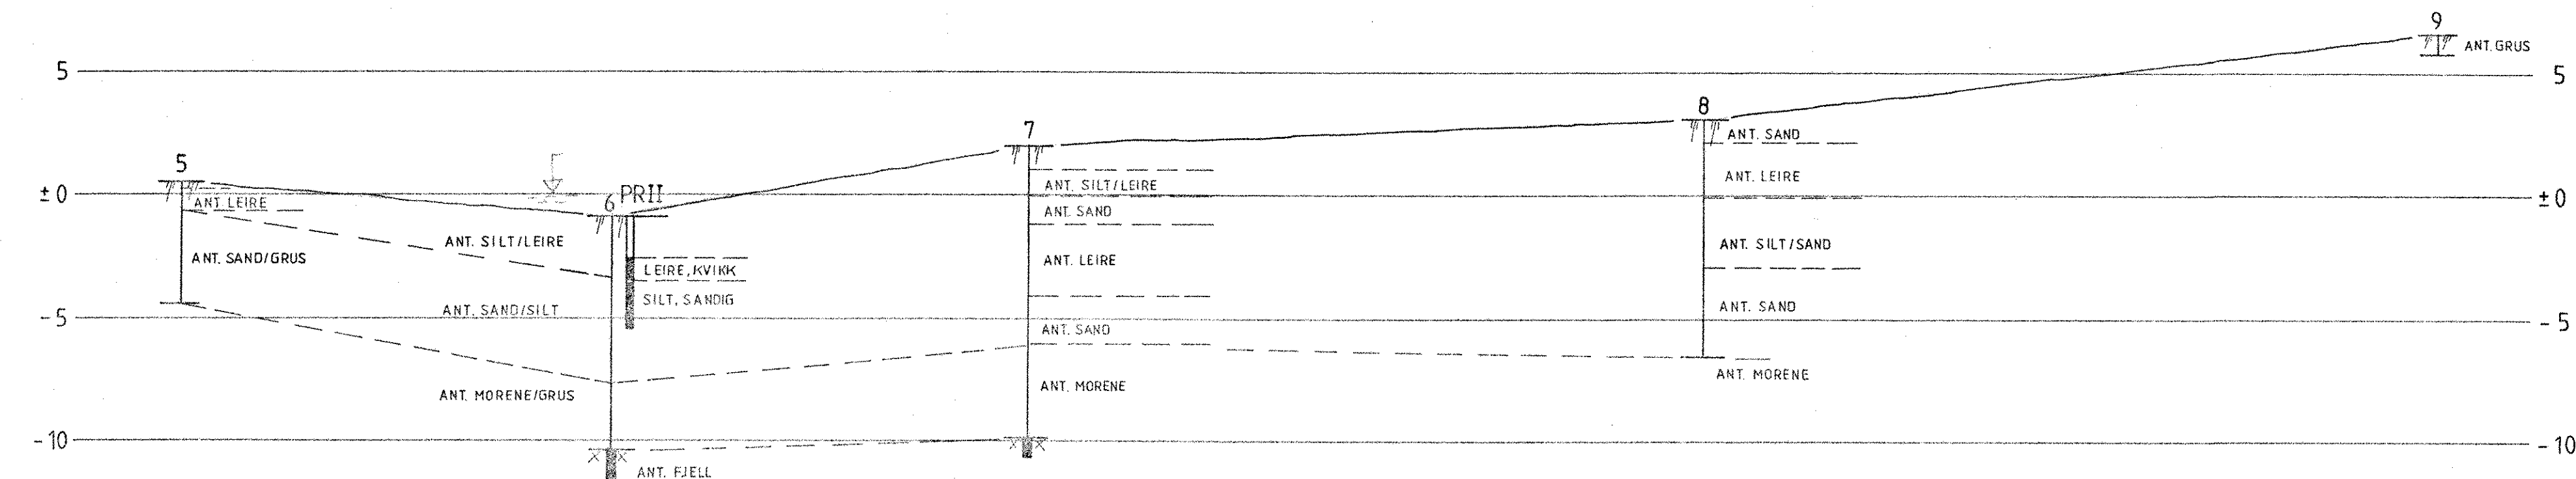 9
ANT. GRUS
5
5
8
ANT. SAND
7
5
± 0
± 0
6
PRII
ANT. LEIRE
ANT. SILT/LEIRE
ANT. LEIRE
ANT. SAND
ANT. SILT/LEIRE
ANT. SILT/SAND
ANT. SAND/GRUS
ANT. LEIRE
LEIRE, KVIKK
SILT, SANDIG
ANT. SAND/SILT
ANT. SAND
- 5
- 5
ANT. SAND
ANT. MORENE
ANT. MORENE
ANT. MORENE/GRUS
-10
-10
ANT. FJELL